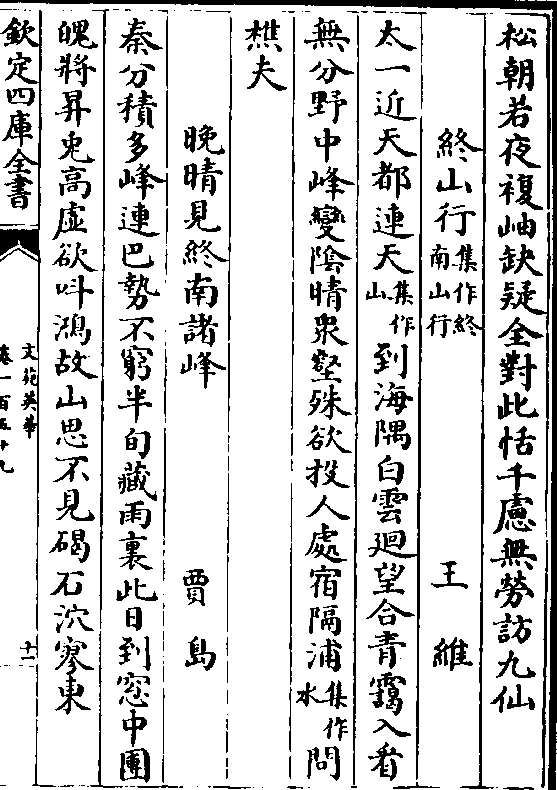 松朝若夜複岫缺疑全對此恬千慮無勞訪九仙
終山行集作終南山行　王維
太一近天都連天集作山到海隅白雲迴望合青靄入看
無分野中峰變陰晴衆壑殊欲投人處宿隔浦集作水問
樵夫
晚晴見終南諸峰　賈島
秦分積多峰連巴勢不窮半旬藏雨裏此日到窓中圓
魄將昇兎高虛欲叫鴻故山思不見碣石泬寥東
欽定四庫全書
文苑英華
卷一百五十九
十一